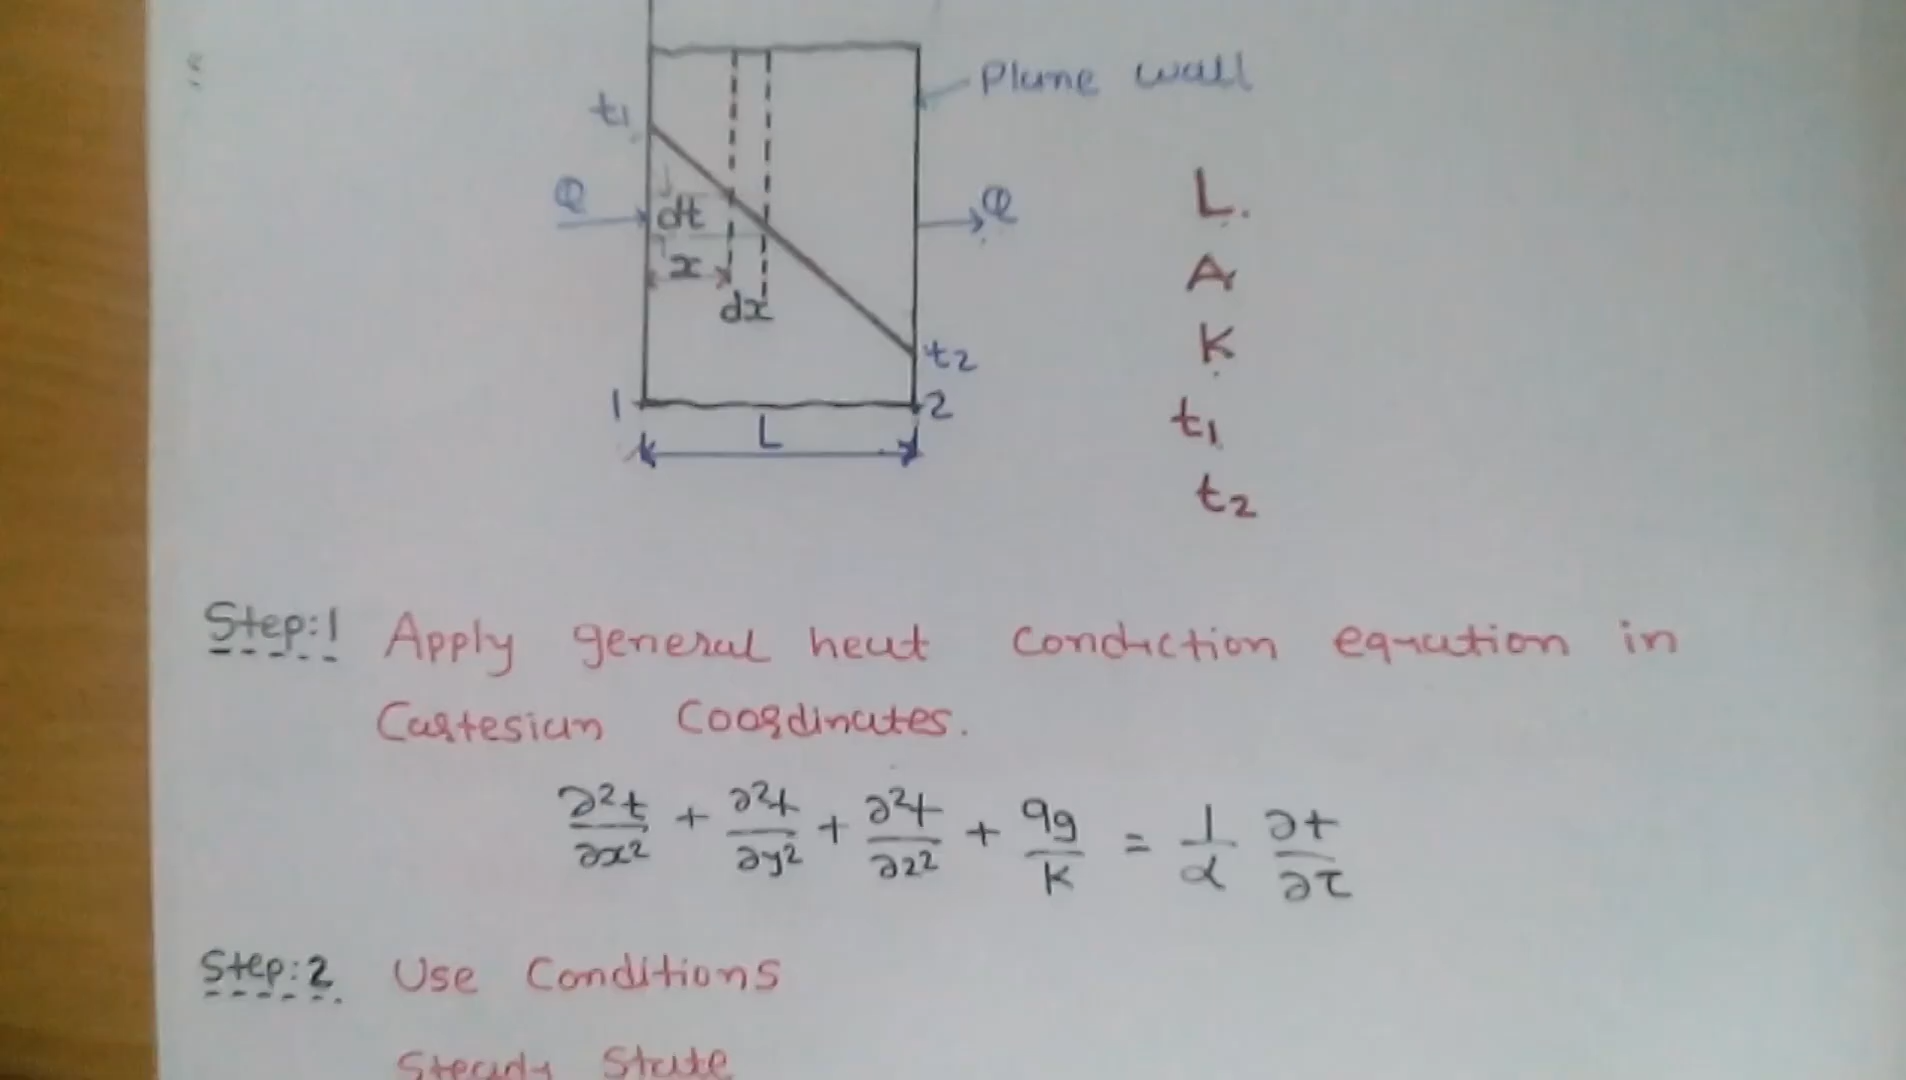 Plane wall
t1
Q
dt
Q
x
dx
t2
1
2
L
L.
A
K
t1
t2
Step:1 Apply general heat conduction equation in
Cartesian Coordinates.
∂²t/∂x² + ∂²t/∂y² + ∂²t/∂z² + qg/K = 1/α ∂t/∂τ
Step:2 Use Conditions
Steady State